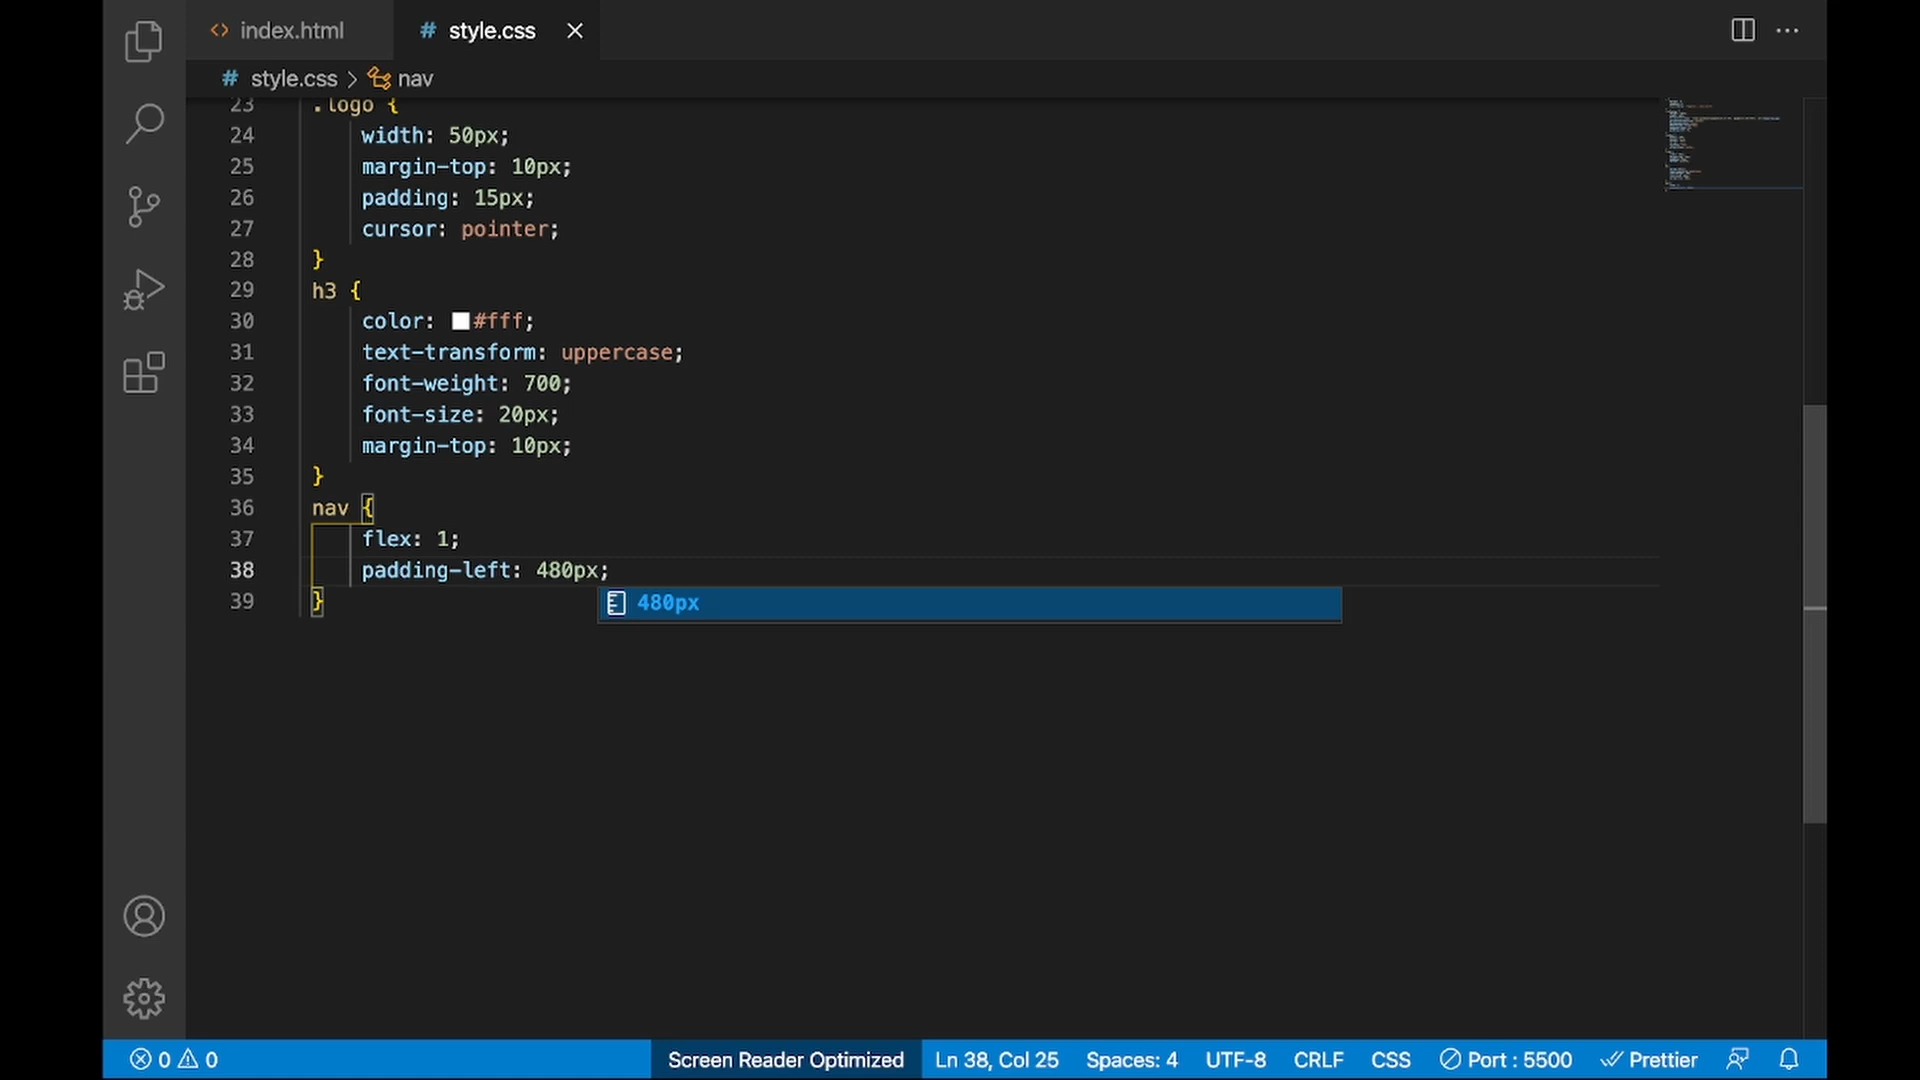 <> index.html # style.css
# style.css > nav
23 .logo {
24 width: 50px;
25 margin-top: 10px;
26 padding: 15px;
27 cursor: pointer;
28 }
29 h3 {
30 color: #fff;
31 text-transform: uppercase;
32 font-weight: 700;
33 font-size: 20px;
34 margin-top: 10px;
35 }
36 nav {
37 flex: 1;
38 padding-left: 480px;
39 }
480px
0 0 Screen Reader Optimized Ln 38, Col 25 Spaces: 4 UTF-8 CRLF CSS Port : 5500 Prettier